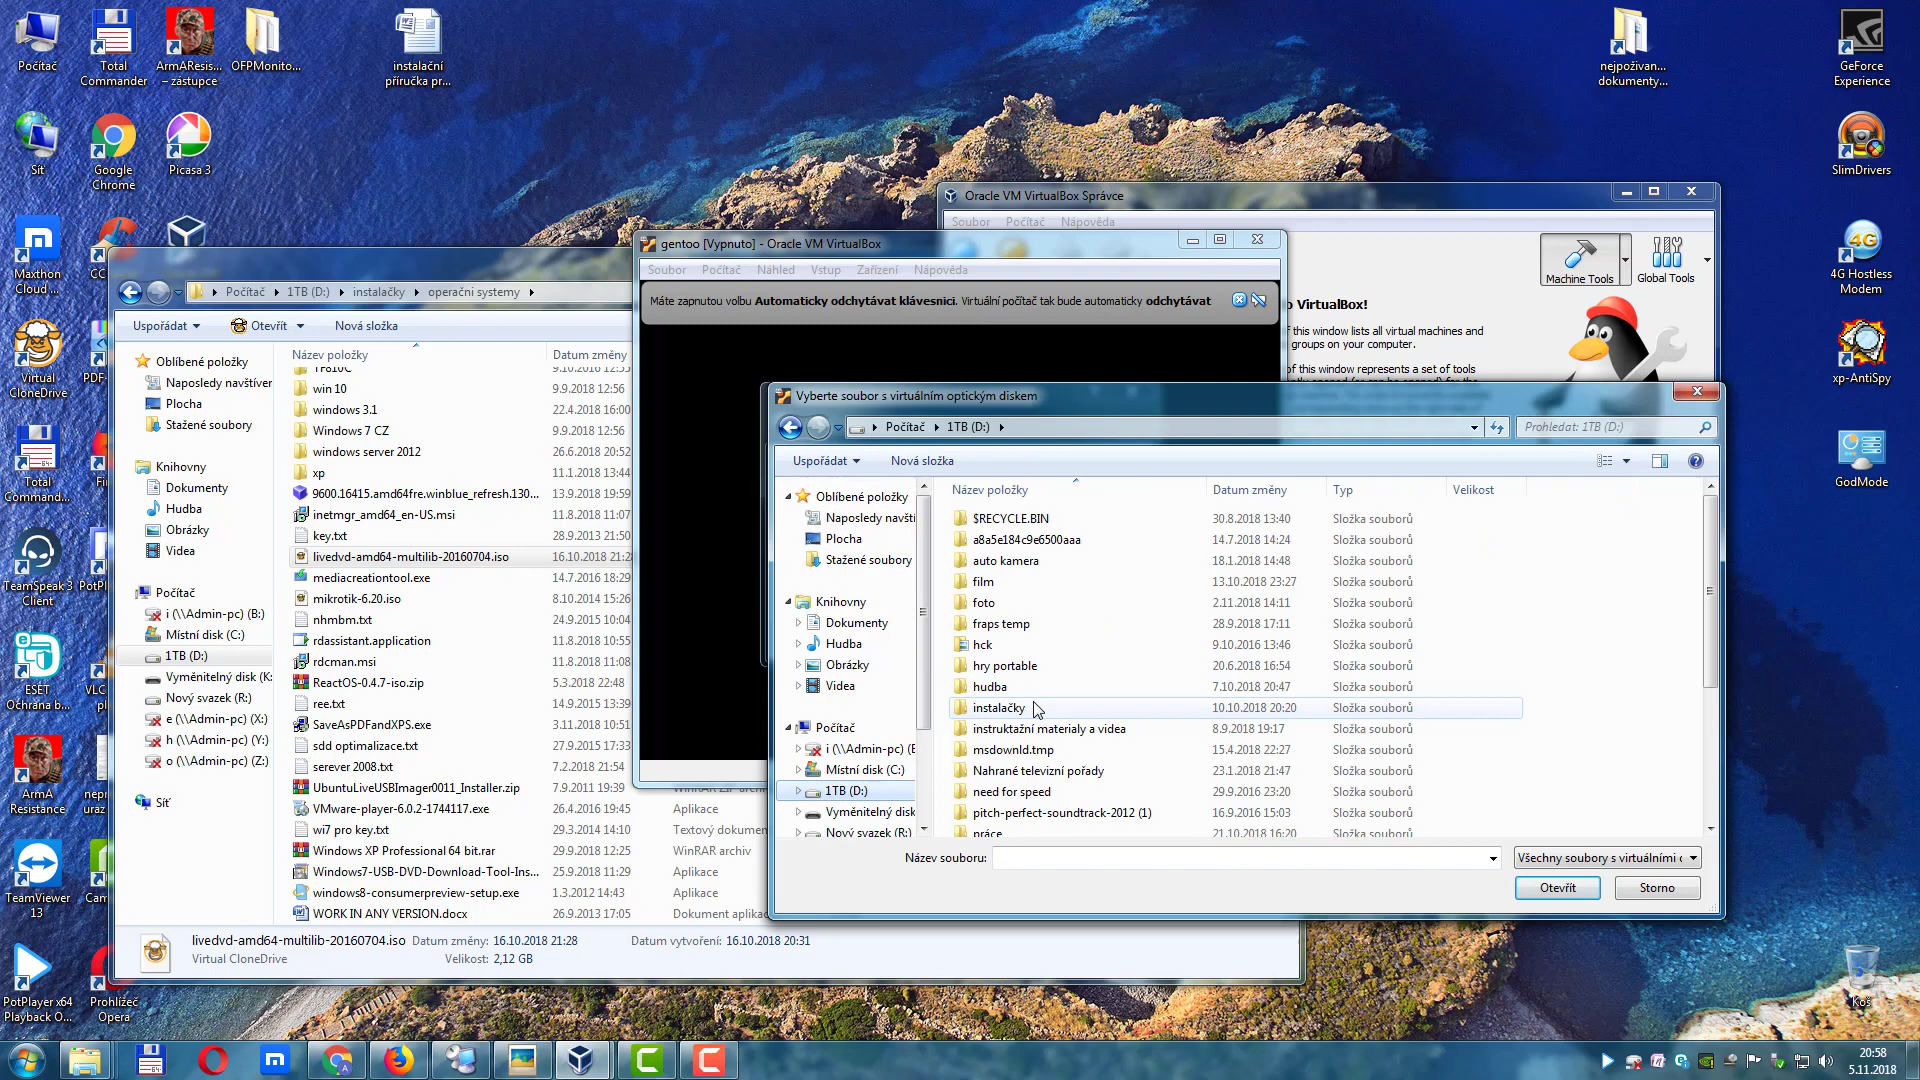 Počítač
Total Commander
ArmAResis... – zástupce
OFPMonito...
instalační příručka pr...
nejpoživan... dokumenty...
GeForce Experience
Síť
Google Chrome
Picasa 3
SlimDrivers
Maxthon Cloud ...
4G Hostless Modem
Virtual CloneDrive
xp-AntiSpy
Total Command...
GodMode
TeamSpeak 3 Client
ESET Ochrana b...
ArmA Resistance
TeamViewer 13
PotPlayer x64 Playback O...
Prohlížeč Opera
Koš
Oracle VM VirtualBox Správce
Soubor Počítač Nápověda
Machine Tools
Global Tools
o VirtualBox!
f this window lists all virtual machines and
groups on your computer.
of this window represents a set of tools
gentoo [Vypnuto] - Oracle VM VirtualBox
Soubor Počítač Náhled Vstup Zařízení Nápověda
Máte zapnutou volbu Automaticky odchytávat klávesnici. Virtuální počítač tak bude automaticky odchytávat
Počítač 1TB (D:) instalačky operační systemy
Uspořádat Otevřít Nová složka
Oblíbené položky
Naposledy navštíver
Plocha
Stažené soubory
Knihovny
Dokumenty
Hudba
Obrázky
Videa
Počítač
i (\\Admin-pc) (B:)
Místní disk (C:)
1TB (D:)
Vyměnitelný disk (K:
Nový svazek (R:)
e (\\Admin-pc) (X:)
h (\\Admin-pc) (Y:)
o (\\Admin-pc) (Z:)
Síť
Název položky Datum změny
win 10 9.9.2018 12:56
windows 3.1 22.4.2018 16:00
Windows 7 CZ 9.9.2018 12:56
windows server 2012 26.6.2018 20:52
xp 11.1.2018 13:44
9600.16415.amd64fre.winblue_refresh.130... 13.9.2018 19:59
inetmgr_amd64_en-US.msi 5.9.2018 14:47
key.txt 28.9.2013 21:50
livedvd-amd64-multilib-20160704.iso 16.10.2018 21:28
mediacreationtool.exe 14.7.2016 18:29
mikrotik-6.20.iso 8.10.2014 15:26
nhmbm.txt 24.9.2015 10:04
rdassistant.application 11.8.2018 10:55
rdcman.msi 11.8.2018 11:08
ReactOS-0.4.7-iso.zip 5.3.2018 22:48
ree.txt 14.9.2015 13:39
SaveAsPDFandXPS.exe 3.11.2018 10:51
sdd optimalizace.txt 27.9.2015 17:33
serever 2008.txt 7.2.2018 21:54
UbuntuLiveUSBImager0011_Installer.zip 7.9.2011 19:39 WinRAR archiv
VMware-player-6.0.2-1744117.exe 26.4.2016 19:45 Aplikace
wi7 pro key.txt 29.3.2014 14:10 Textový dokumen
Windows XP Professional 64 bit.rar 29.9.2018 12:25 WinRAR archiv
Windows7-USB-DVD-Download-Tool-Ins... 25.9.2018 11:29 Aplikace
windows8-consumerpreview-setup.exe 1.3.2012 14:43 Aplikace
WORK IN ANY VERSION.docx 26.9.2013 17:05 Dokument aplikac
livedvd-amd64-multilib-20160704.iso Datum změny: 16.10.2018 21:28 Datum vytvoření: 16.10.2018 20:31
Virtual CloneDrive Velikost: 2,12 GB
Vyberte soubor s virtuálním optickým diskem
Počítač 1TB (D:) Prohledat: 1TB (D:)
Uspořádat Nová složka
Oblíbené položky
Naposledy navští
Plocha
Stažené soubory
Knihovny
Dokumenty
Hudba
Obrázky
Videa
Počítač
i (\\Admin-pc) (B
Místní disk (C:)
1TB (D:)
Vyměnitelný disk
Nový svazek (R:)
Název položky Datum změny Typ Velikost
$RECYCLE.BIN 30.8.2018 13:40 Složka souborů
a8a5e184c9e6500aaa 14.7.2018 14:24 Složka souborů
auto kamera 18.1.2018 14:48 Složka souborů
film 13.10.2018 23:27 Složka souborů
foto 2.11.2018 14:11 Složka souborů
fraps temp 28.9.2018 17:11 Složka souborů
hck 9.10.2016 13:46 Složka souborů
hry portable 20.6.2018 16:54 Složka souborů
hudba 7.10.2018 20:47 Složka souborů
instalačky 10.10.2018 20:20 Složka souborů
instruktažní materialy a videa 8.9.2018 19:17 Složka souborů
msdownld.tmp 15.4.2018 22:27 Složka souborů
Nahrané televizní pořady 23.1.2018 21:47 Složka souborů
need for speed 29.9.2016 23:20 Složka souborů
pitch-perfect-soundtrack-2012 (1) 16.9.2016 15:03 Složka souborů
práce 21.10.2018 16:20 Složka souborů
Název souboru: Všechny soubory s virtuálními
Otevřít Storno
20:58
5.11.2018